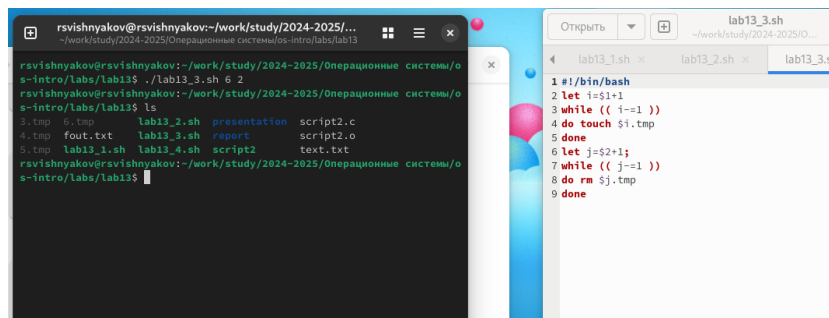 rsvishnyakov@rsvishnyakov:~/work/study/2024-2025/...
~/work/study/2024-2025/Операционные системы/os-intro/labs/lab13
rsvishnyakov@rsvishnyakov:~/work/study/2024-2025/Операционные системы/o
s-intro/labs/lab13$ ./lab13_3.sh 6 2
rsvishnyakov@rsvishnyakov:~/work/study/2024-2025/Операционные системы/o
s-intro/labs/lab13$ ls
3.tmp 6.tmp lab13_2.sh presentation script2.c
4.tmp fout.txt lab13_3.sh report script2.o
5.tmp lab13_1.sh lab13_4.sh script2 text.txt
rsvishnyakov@rsvishnyakov:~/work/study/2024-2025/Операционные системы/o
s-intro/labs/lab13$
Открыть
lab13_3.sh
~/work/study/2024-2025/О...
lab13_1.sh
lab13_2.sh
lab13_3.s
1 #!/bin/bash
2 let i=$1+1
3 while (( i-=1 ))
4 do touch $i.tmp
5 done
6 let j=$2+1;
7 while (( j-=1 ))
8 do rm $j.tmp
9 done